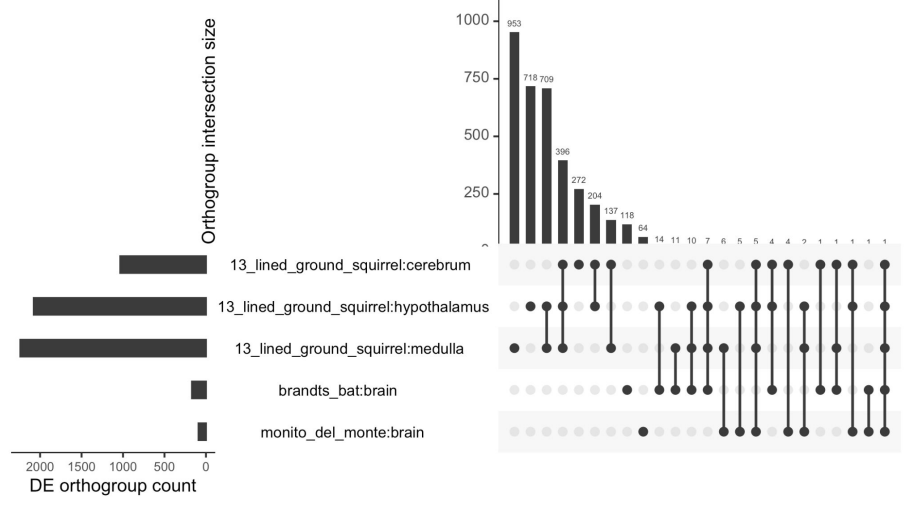 Orthogroup intersection size
1000
750
500
250
0
953
718 709
396
272
204
137
118
64
14 11 10 7 6 5 5 4 4 2 1 1 1 1 1
13_lined_ground_squirrel:cerebrum
13_lined_ground_squirrel:hypothalamus
13_lined_ground_squirrel:medulla
brandts_bat:brain
monito_del_monte:brain
2000 1500 1000 500 0
DE orthogroup count